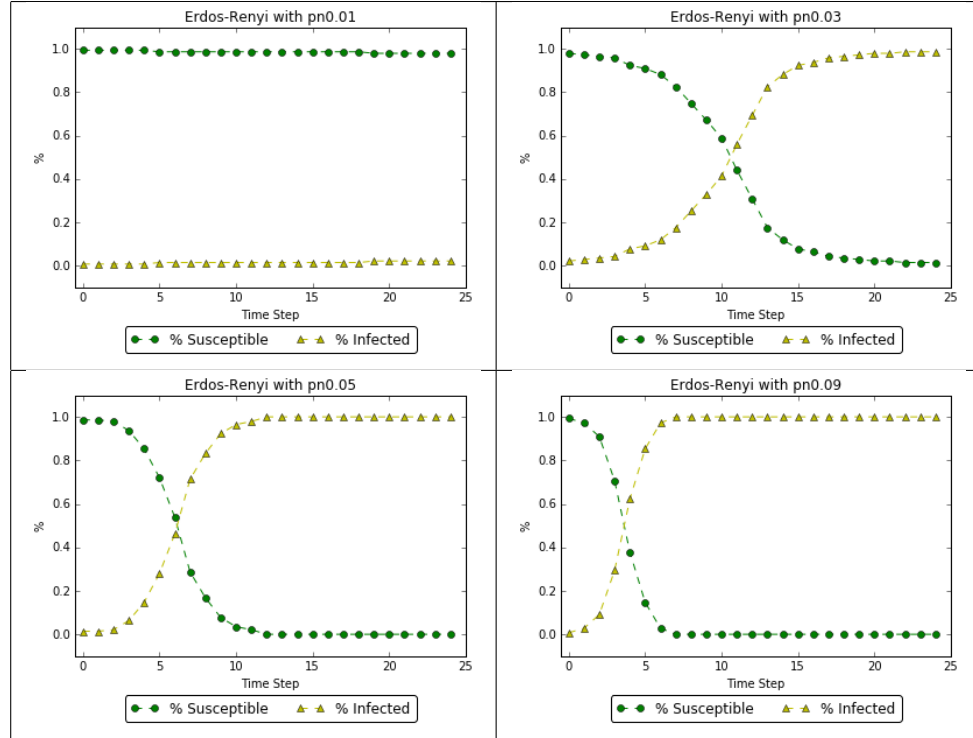 Erdos-Renyi with pn0.01
1.0
0.8
0.6
0.4
0.2
0.0
%
0 5 10 15 20 25
Time Step
% Susceptible % Infected
Erdos-Renyi with pn0.03
1.0
0.8
0.6
0.4
0.2
0.0
%
0 5 10 15 20 25
Time Step
% Susceptible % Infected
Erdos-Renyi with pn0.05
1.0
0.8
0.6
0.4
0.2
0.0
%
0 5 10 15 20 25
Time Step
% Susceptible % Infected
Erdos-Renyi with pn0.09
1.0
0.8
0.6
0.4
0.2
0.0
%
0 5 10 15 20 25
Time Step
% Susceptible % Infected